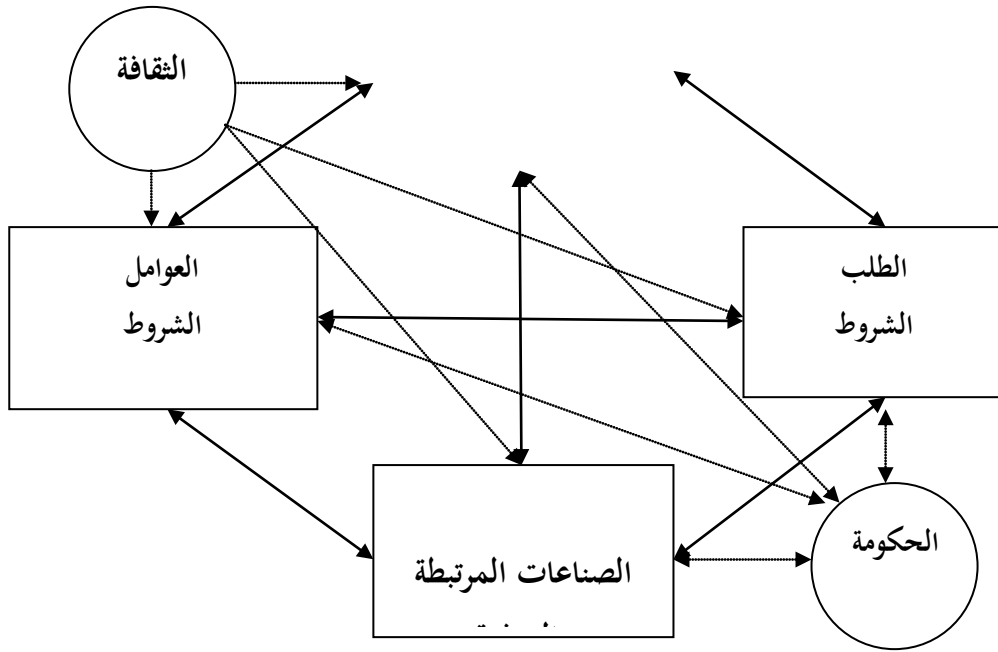 الثقافة
العوامل
الشروط
الطلب
الشروط
الصناعات المرتبطة
الحكومة